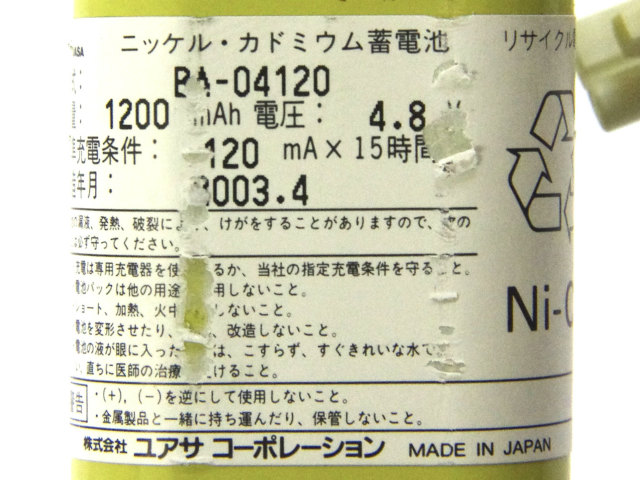 ニッケル・カドミウム蓄電池
リサイクル
BA-04120
1200 mAh 電圧： 4.8 V
充電条件： 120 mA×15時間
年月： 2003.4
漏液、発熱、破裂に けがをすることがありますので、次の
必ず守ってください。
充電は専用充電器を使 るか、当社の指定充電条件を守ること。
電池パックは他の用途 用しないこと。
ショート、加熱、火中 しないこと。
電池を変形させたり、 、改造しないこと。
電池の液が眼に入った は、こすらず、すぐきれいな水で
、直ちに医師の治療 けること。
Ni-C
警告
・(+)、(−)を逆にして使用しないこと。
・金属製品と一緒に持ち運んだり、保管しないこと。
株式会社 ユアサ コーポレーション MADE IN JAPAN